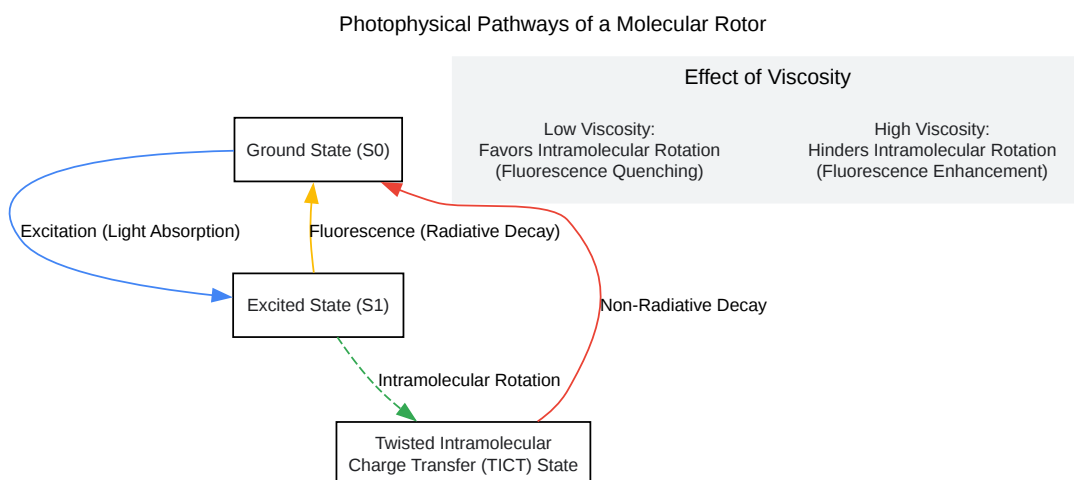 Photophysical Pathways of a Molecular Rotor
Effect of Viscosity
Low Viscosity:
Favors Intramolecular Rotation
(Fluorescence Quenching)
High Viscosity:
Hinders Intramolecular Rotation
(Fluorescence Enhancement)
Ground State (S0)
Excitation (Light Absorption)
Fluorescence (Radiative Decay)
Excited State (S1)
Non-Radiative Decay
Intramolecular Rotation
Twisted Intramolecular
Charge Transfer (TICT) State